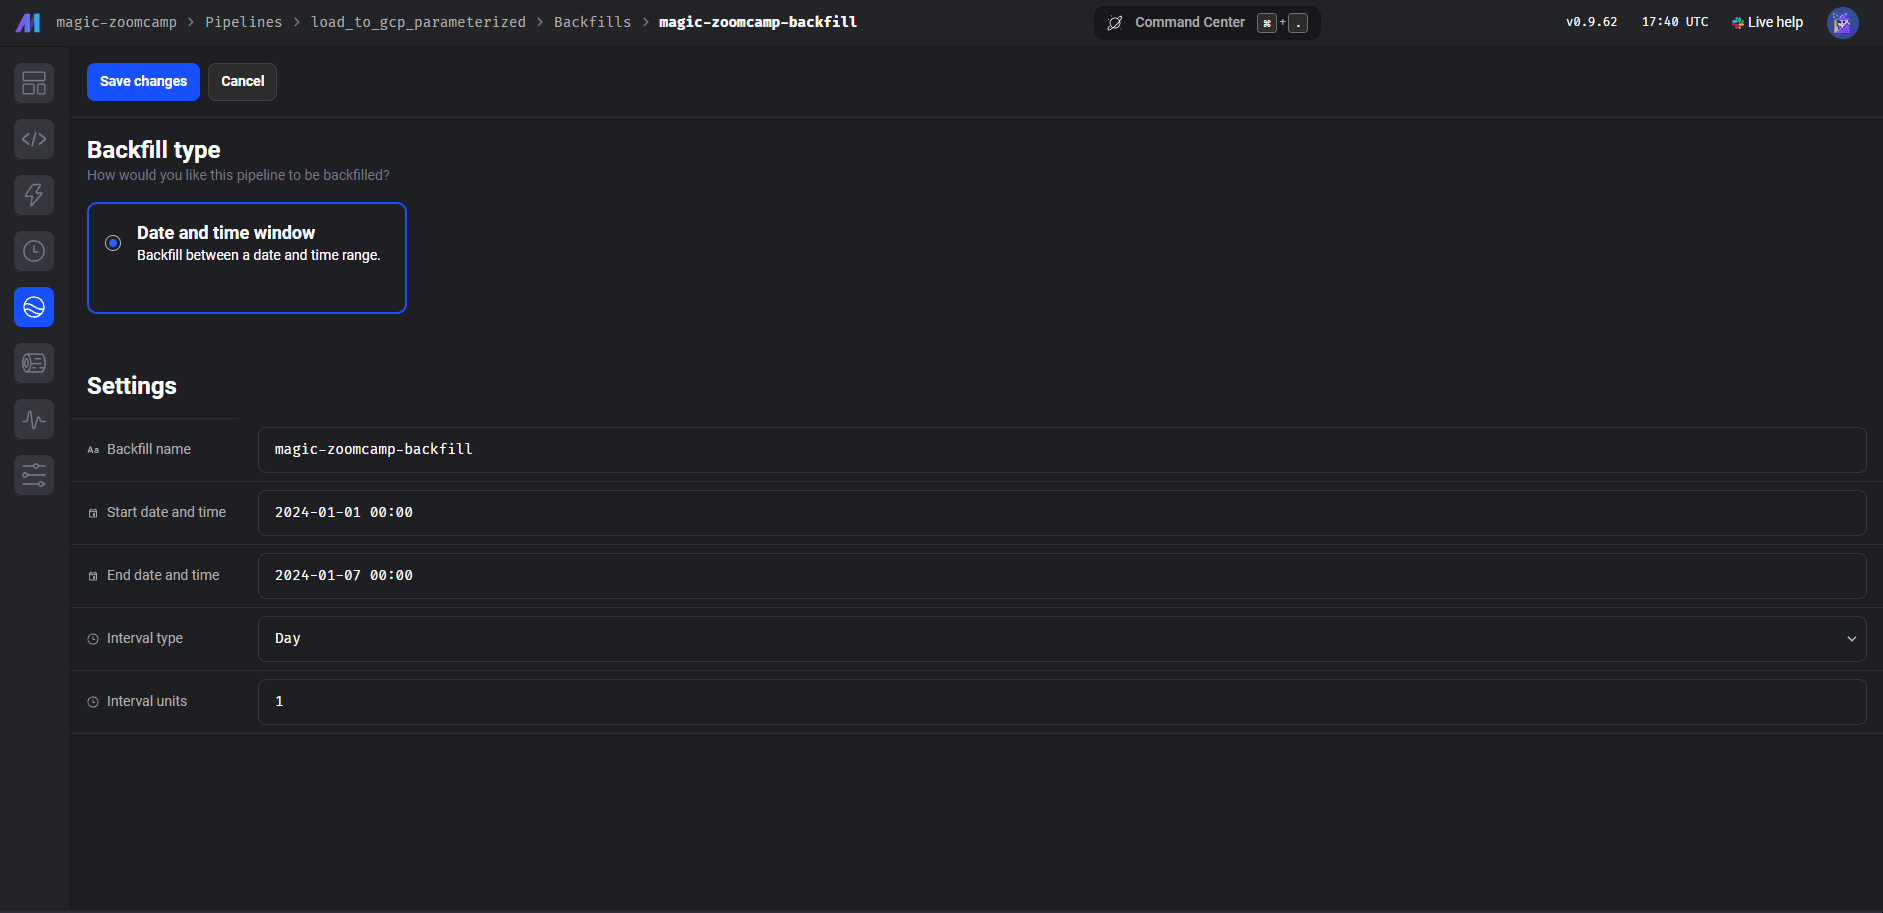 magic-zoomcamp > Pipelines > load_to_gcp_parameterized > Backfills > magic-zoomcamp-backfill
Command Center ⌘ + .
v0.9.62 17:40 UTC Live help
Save changes Cancel
Backfill type
How would you like this pipeline to be backfilled?
Date and time window
Backfill between a date and time range.
Settings
Aa Backfill name magic-zoomcamp-backfill
Start date and time 2024-01-01 00:00
End date and time 2024-01-07 00:00
Interval type Day
Interval units 1